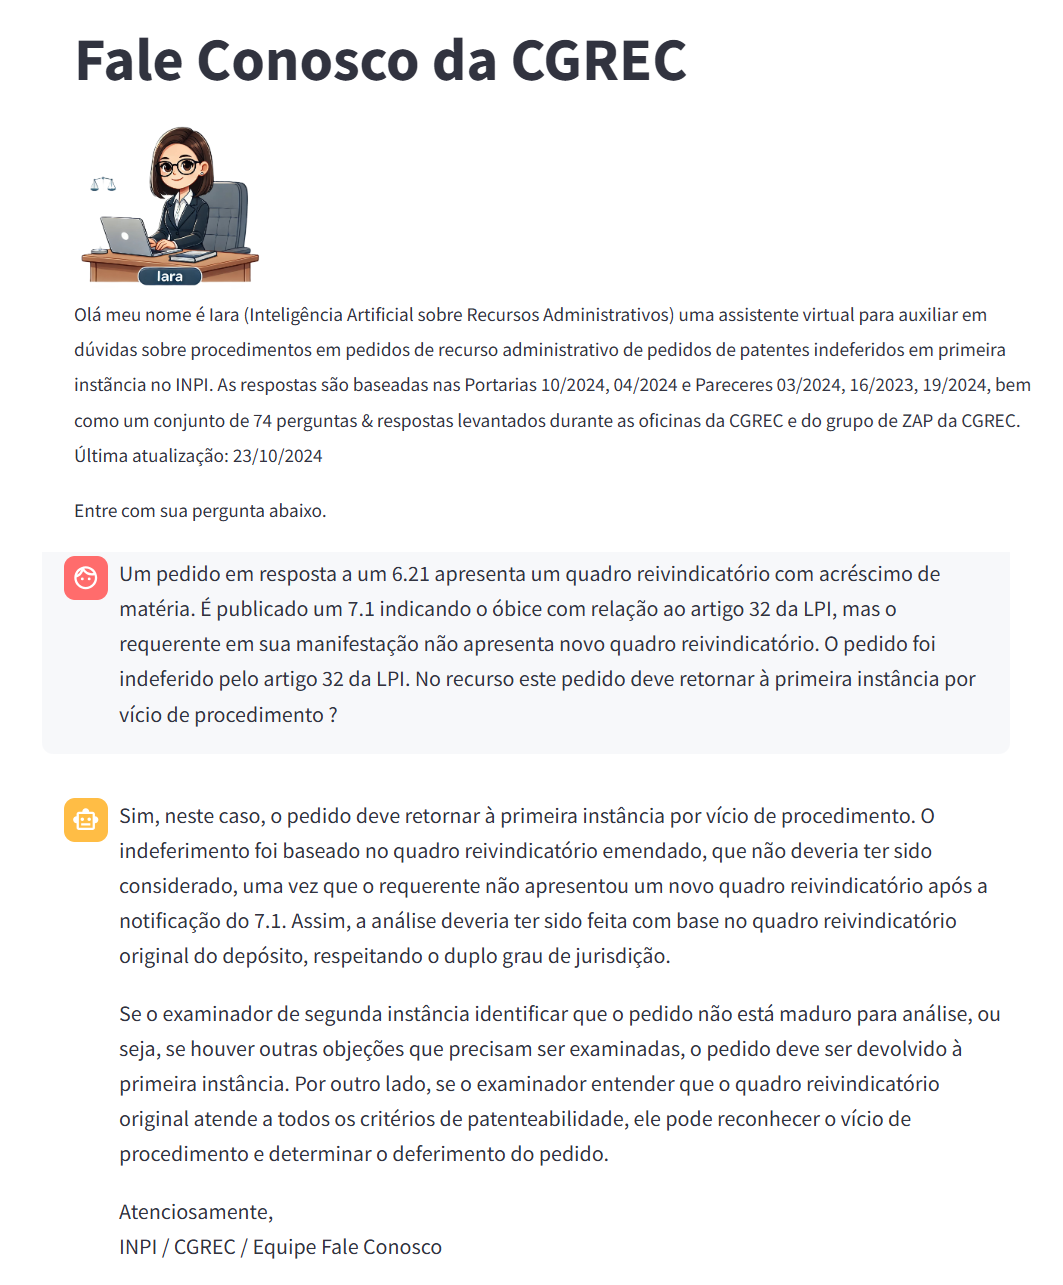 Fale Conosco da CGREC
Iara
Olá meu nome é Iara (Inteligência Artificial sobre Recursos Administrativos) uma assistente virtual para auxiliar em
dúvidas sobre procedimentos em pedidos de recurso administrativo de pedidos de patentes indeferidos em primeira
instância no INPI. As respostas são baseadas nas Portarias 10/2024, 04/2024 e Pareceres 03/2024, 16/2023, 19/2024, bem
como um conjunto de 74 perguntas & respostas levantados durante as oficinas da CGREC e do grupo de ZAP da CGREC.
Última atualização: 23/10/2024
Entre com sua pergunta abaixo.
Um pedido em resposta a um 6.21 apresenta um quadro reivindicatório com acréscimo de
matéria. É publicado um 7.1 indicando o óbice com relação ao artigo 32 da LPI, mas o
requerente em sua manifestação não apresenta novo quadro reivindicatório. O pedido foi
indeferido pelo artigo 32 da LPI. No recurso este pedido deve retornar à primeira instância por
vício de procedimento ?
Sim, neste caso, o pedido deve retornar à primeira instância por vício de procedimento. O
indeferimento foi baseado no quadro reivindicatório emendado, que não deveria ter sido
considerado, uma vez que o requerente não apresentou um novo quadro reivindicatório após a
notificação do 7.1. Assim, a análise deveria ter sido feita com base no quadro reivindicatório
original do depósito, respeitando o duplo grau de jurisdição.
Se o examinador de segunda instância identificar que o pedido não está maduro para análise, ou
seja, se houver outras objeções que precisam ser examinadas, o pedido deve ser devolvido à
primeira instância. Por outro lado, se o examinador entender que o quadro reivindicatório
original atende a todos os critérios de patenteabilidade, ele pode reconhecer o vício de
procedimento e determinar o deferimento do pedido.
Atenciosamente,
INPI / CGREC / Equipe Fale Conosco